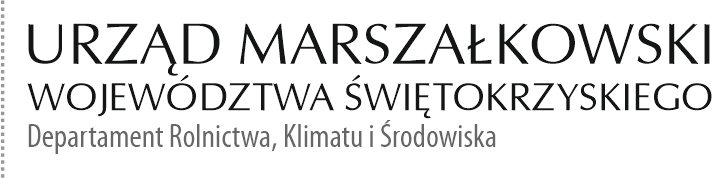 URZĄD MARSZAŁKOWSKI
WOJEWÓDZTWA ŚWIĘTOKRZYSKIEGO
Departament Rolnictwa, Klimatu i Środowiska